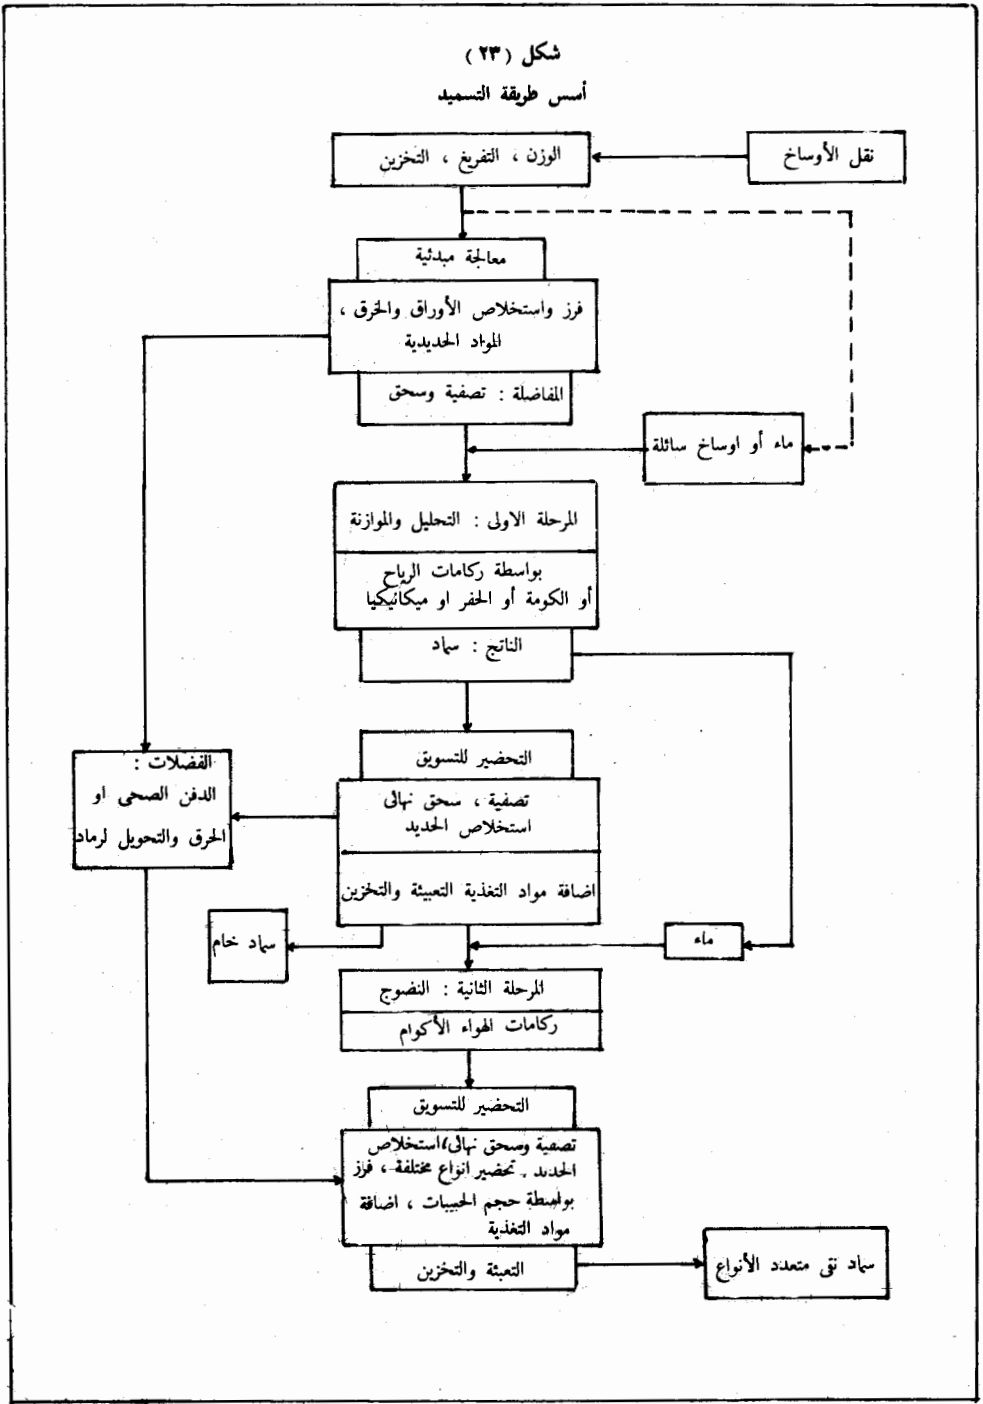 شكل ( ٢٣ )
أسس طريقة التسميد
نقل الأوساخ
الوزن ، التفريغ ، التخزين
معالجة مبدئية
فرز واستخلاص الأوراق والخرق ،
المواد الحديدية
المفاضلة : تصفية وسحق
ماء أو اوساخ سائلة
المرحلة الاولى : التحليل والموازنة
بواسطة ركامات الرياح
أو الكومة أو الحفر او ميكانيكيا
الناتج : سماد
التحضير للتسويق
تصفية ، سحق نهائى
استخلاص الحديد
اضافة مواد التغذية التعبيئة والتخزين
الفضلات :
الدفن الصحى او
الحرق والتحويل لرماد
سماد خام
ماء
المرحلة الثانية : النضوج
ركامات الهواء الأكوام
التحضير للتسويق
تصفية وسحق نهائى ، استخلاص
الحديد . تحضير انواع مختلفة ، فرز
بواسطة حجم الحبيبات ، اضافة
مواد التغذية
التعبئة والتخزين
سماد نقى متعدد الأنواع